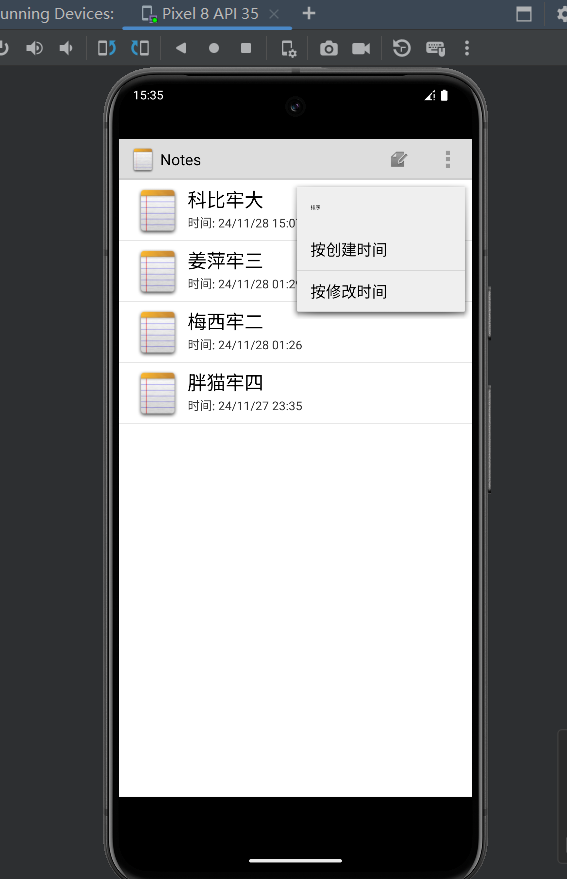 unning Devices:
Pixel 8 API 35
15:35
Notes
科比牢大
时间: 24/11/28 15:0
排序
姜萍牢三
时间: 24/11/28 01:2
按创建时间
按修改时间
梅西牢二
时间: 24/11/28 01:26
胖猫牢四
时间: 24/11/27 23:35